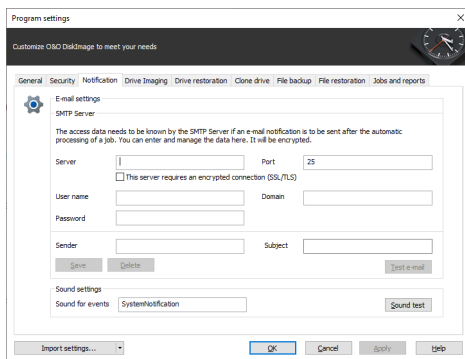 Program settings
Customize O&O DiskImage to meet your needs
General Security Notification Drive Imaging Drive restoration Clone drive File backup File restoration Jobs and reports
E-mail settings
SMTP Server
The access data needs to be known by the SMTP Server if an e-mail notification is to be sent after the automatic
processing of a job. You can enter and manage the data here. It will be encrypted.
Server Port 25
This server requires an encrypted connection (SSL/TLS)
User name Domain
Password
Sender Subject
Save Delete Test e-mail
Sound settings
Sound for events SystemNotification Sound test
Import settings... OK Cancel Apply Help